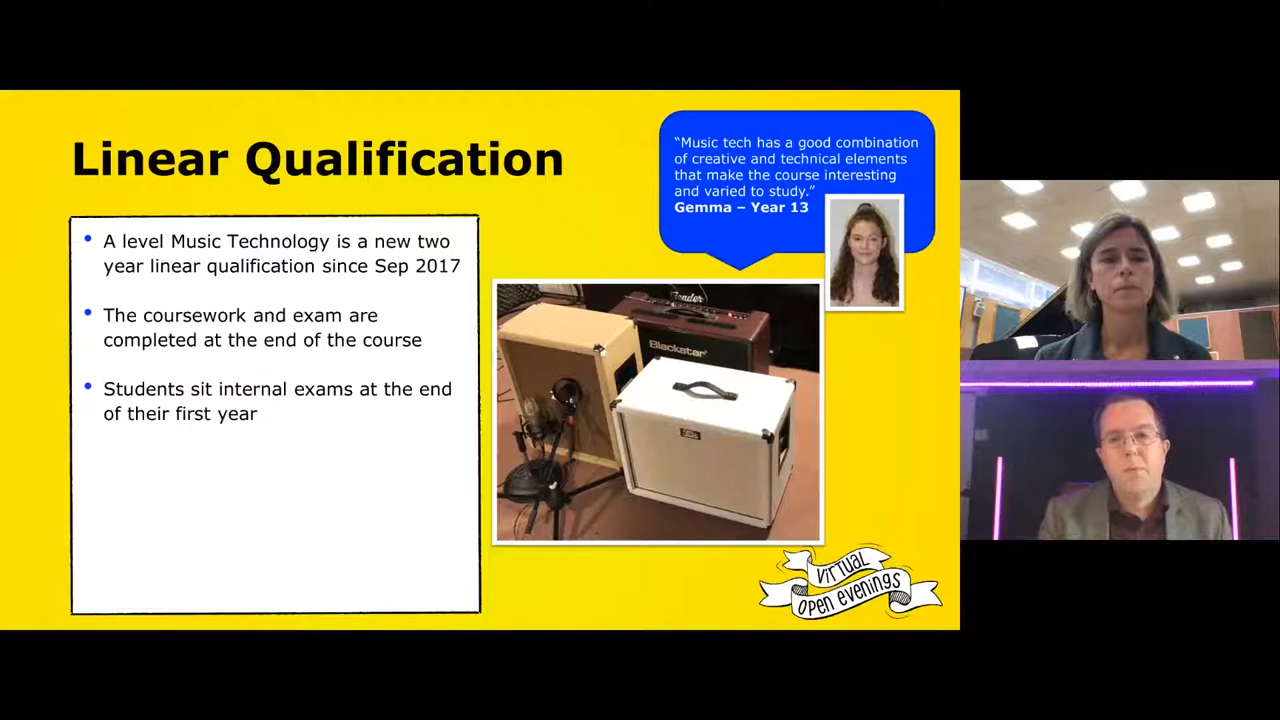 Linear Qualification
A level Music Technology is a new two
year linear qualification since Sep 2017
The coursework and exam are
completed at the end of the course
Students sit internal exams at the end
of their first year
“Music tech has a good combination
of creative and technical elements
that make the course interesting
and varied to study.”
Gemma – Year 13
Fender
Blackstar
VIRTUAL
OPEN EVENINGS